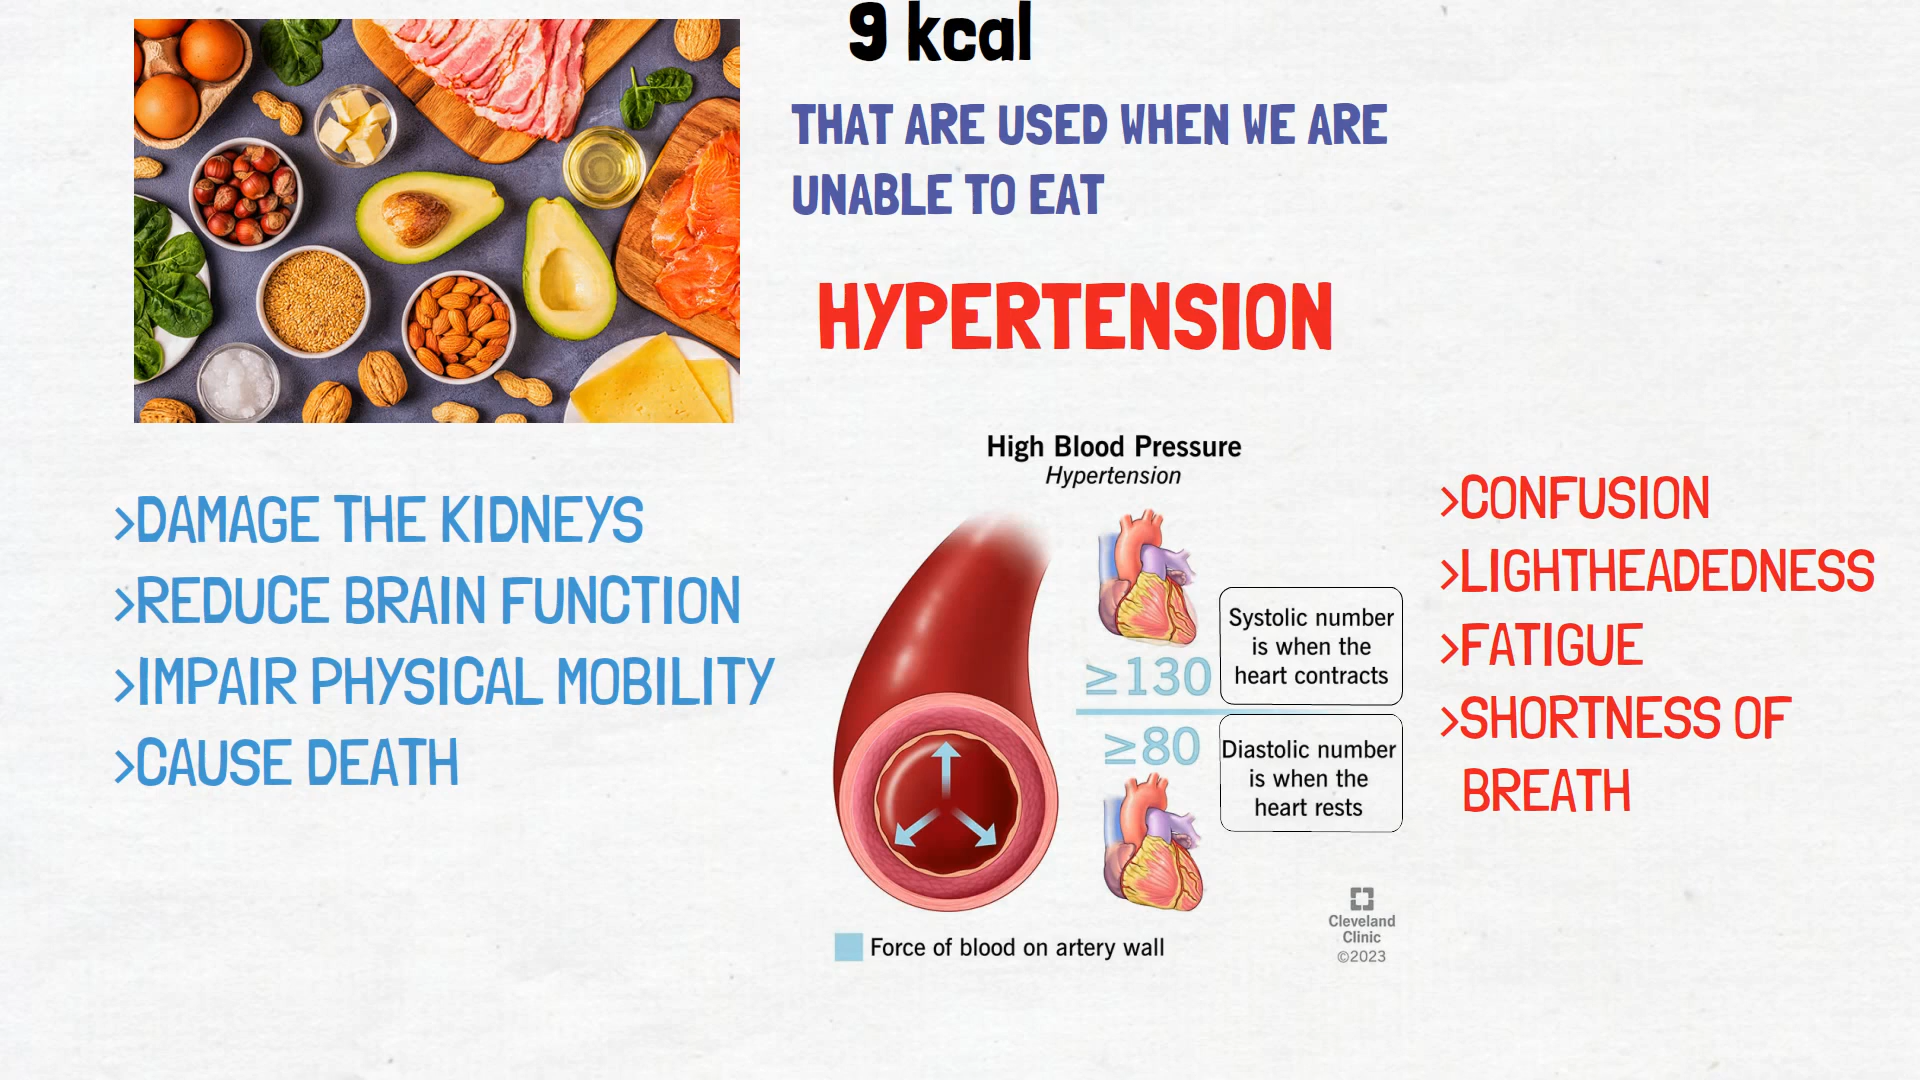 9 kcal
THAT ARE USED WHEN WE ARE
UNABLE TO EAT
HYPERTENSION
>DAMAGE THE KIDNEYS
>REDUCE BRAIN FUNCTION
>IMPAIR PHYSICAL MOBILITY
>CAUSE DEATH
High Blood Pressure
Hypertension
≥130
Systolic number
is when the
heart contracts
≥80
Diastolic number
is when the
heart rests
Force of blood on artery wall
Cleveland
Clinic
©2023
>CONFUSION
>LIGHTHEADEDNESS
>FATIGUE
>SHORTNESS OF
BREATH